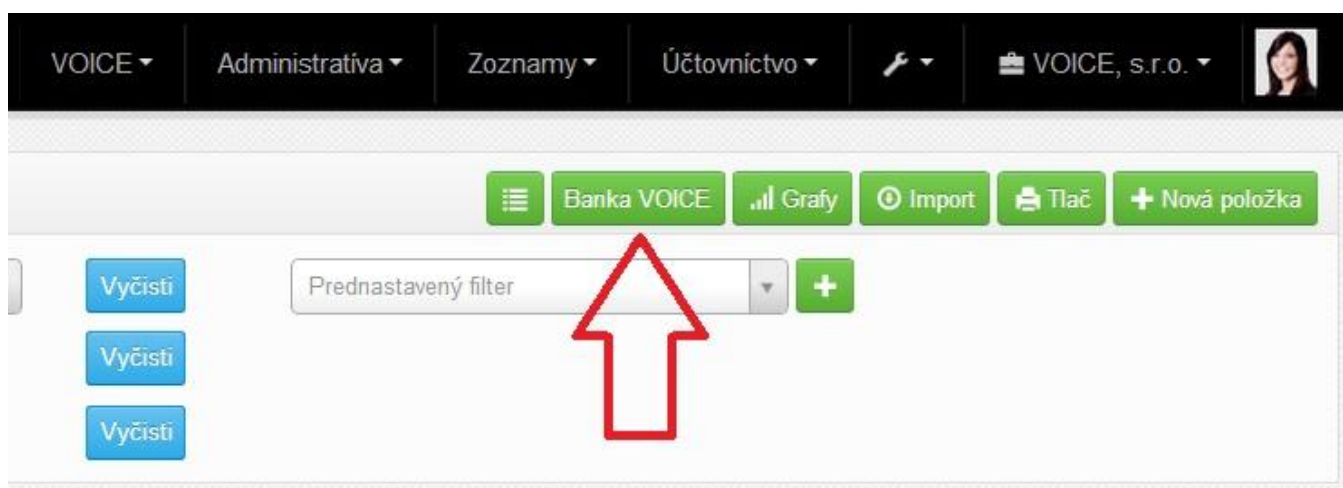 VOICE Administratíva Zoznamy Účtovníctvo VOICE, s.r.o.
Banka VOICE Grafy Import Tlač Nová položka
Vyčisti Prednastavený filter
Vyčisti
Vyčisti